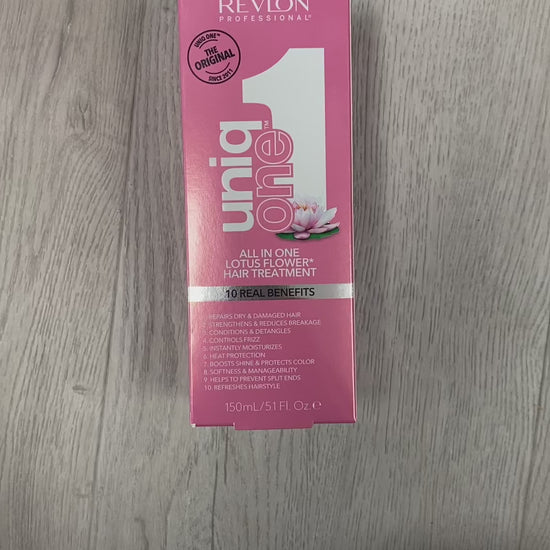 REVLON
PROFESSIONAL®
UNIQ ONE™
THE
ORIGINAL
SINCE 2011
1
uniq
one™
ALL IN ONE
LOTUS FLOWER*
HAIR TREATMENT
10 REAL BENEFITS
1. REPAIRS DRY & DAMAGED HAIR
2. STRENGTHENS & REDUCES BREAKAGE
3. CONDITIONS & DETANGLES
4. CONTROLS FRIZZ
5. INSTANTLY MOISTURIZES
6. HEAT PROTECTION
7. BOOSTS SHINE & PROTECTS COLOR
8. SOFTNESS & MANAGEABILITY
9. HELPS TO PREVENT SPLIT ENDS
10. REFRESHES HAIRSTYLE
150mL/5.1 Fl. Oz. ℮